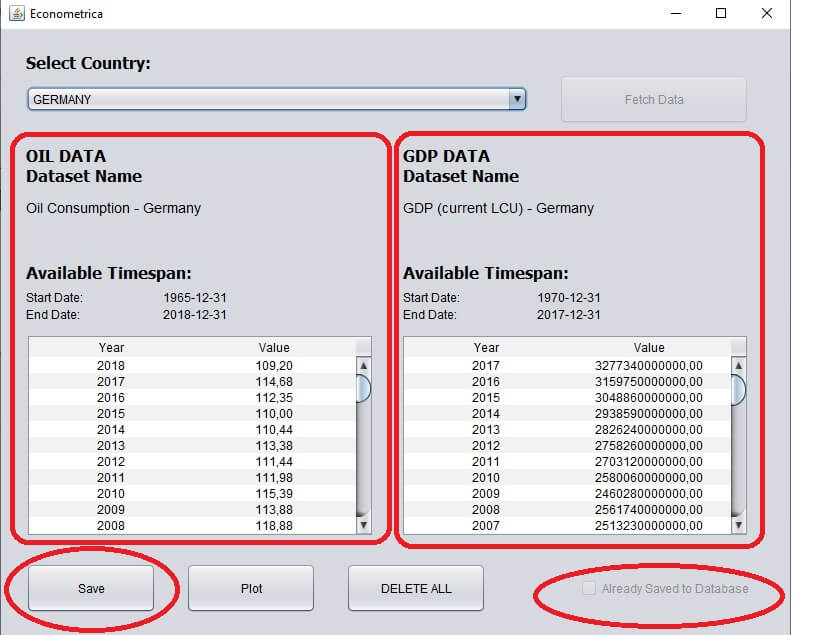 Econometrica
Select Country:
GERMANY
Fetch Data
OIL DATA
Dataset Name
Oil Consumption - Germany
Available Timespan:
Start Date: 1965-12-31
End Date: 2018-12-31
Year Value
2018 109,20
2017 114,68
2016 112,35
2015 110,00
2014 110,44
2013 113,38
2012 111,44
2011 111,98
2010 115,39
2009 113,88
2008 118,88
GDP DATA
Dataset Name
GDP (current LCU) - Germany
Available Timespan:
Start Date: 1970-12-31
End Date: 2017-12-31
Year Value
2017 3277340000000,00
2016 3159750000000,00
2015 3048860000000,00
2014 2938590000000,00
2013 2826240000000,00
2012 2758260000000,00
2011 2703120000000,00
2010 2580060000000,00
2009 2460280000000,00
2008 2561740000000,00
2007 2513230000000,00
Save
Plot
DELETE ALL
Already Saved to Database